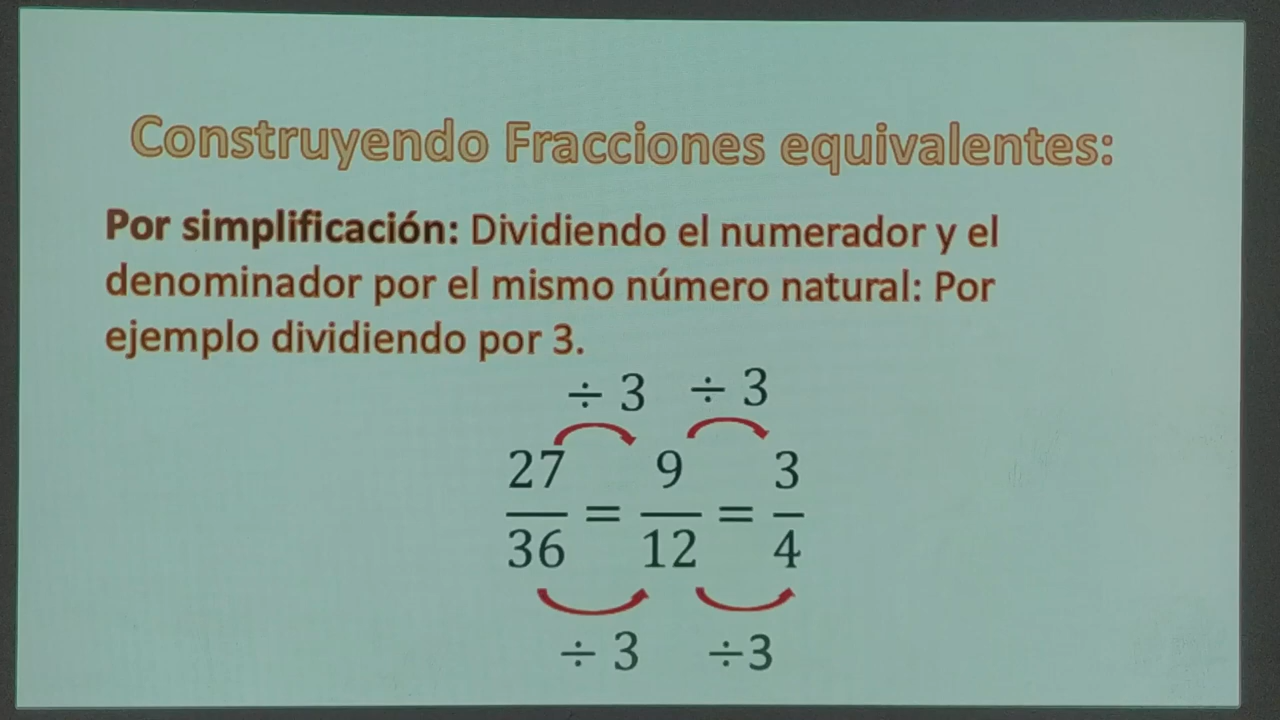 Construyendo Fracciones equivalentes:
Por simplificación: Dividiendo el numerador y el
denominador por el mismo número natural: Por
ejemplo dividiendo por 3.
÷ 3 ÷ 3
27 9 3
= =
36 12 4
÷ 3 ÷3